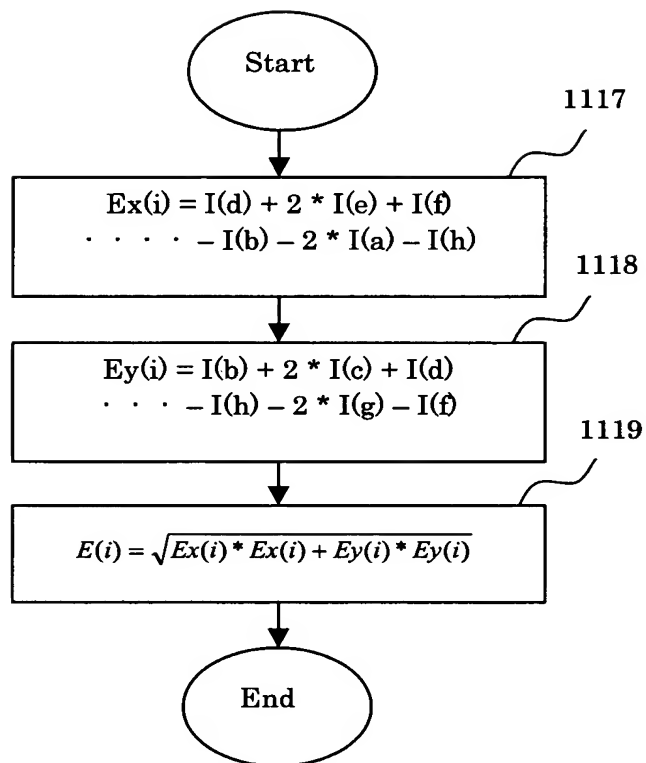 Start
1117
Ex(i) = I(d) + 2 * I(e) + I(f)
· · · · – I(b) – 2 * I(a) – I(h)
1118
Ey(i) = I(b) + 2 * I(c) + I(d)
· · · – I(h) – 2 * I(g) – I(f)
1119
E(i) = √Ex(i) * Ex(i) + Ey(i) * Ey(i)
End